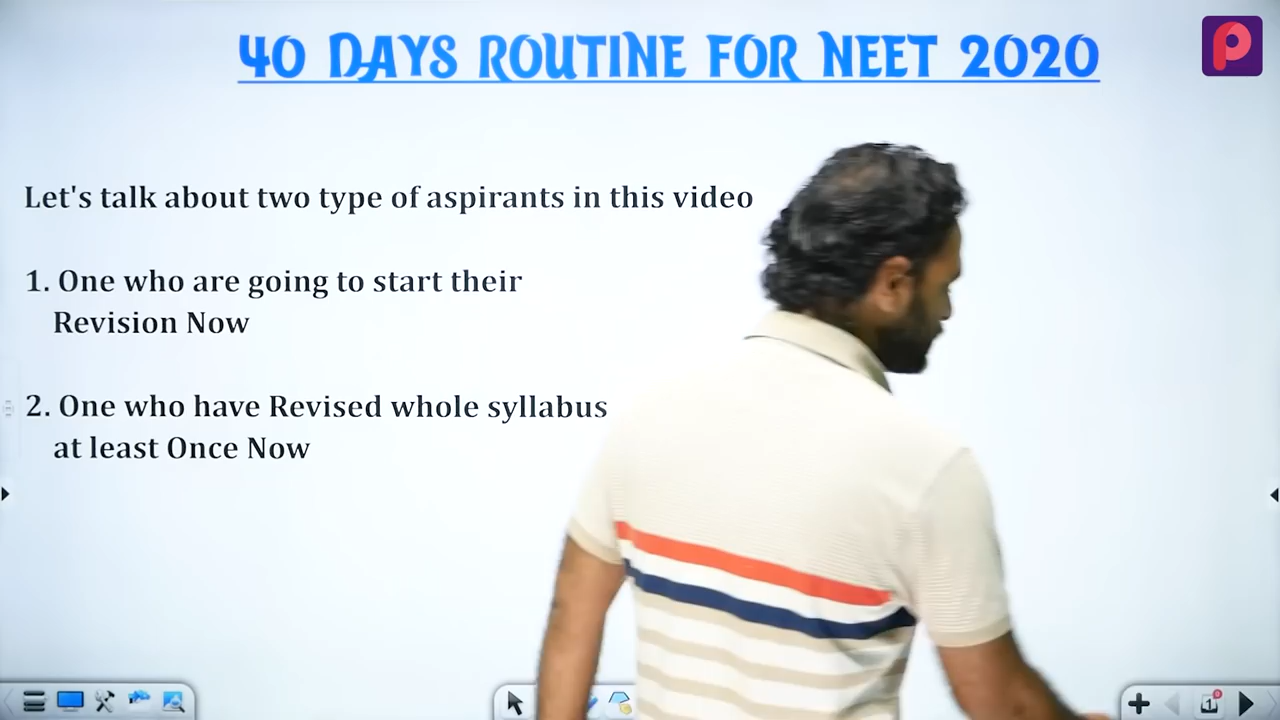 40 DAYS ROUTINE FOR NEET 2020
Let's talk about two type of aspirants in this video
1. One who are going to start their
Revision Now
2. One who have Revised whole syllabus
at least Once Now
1